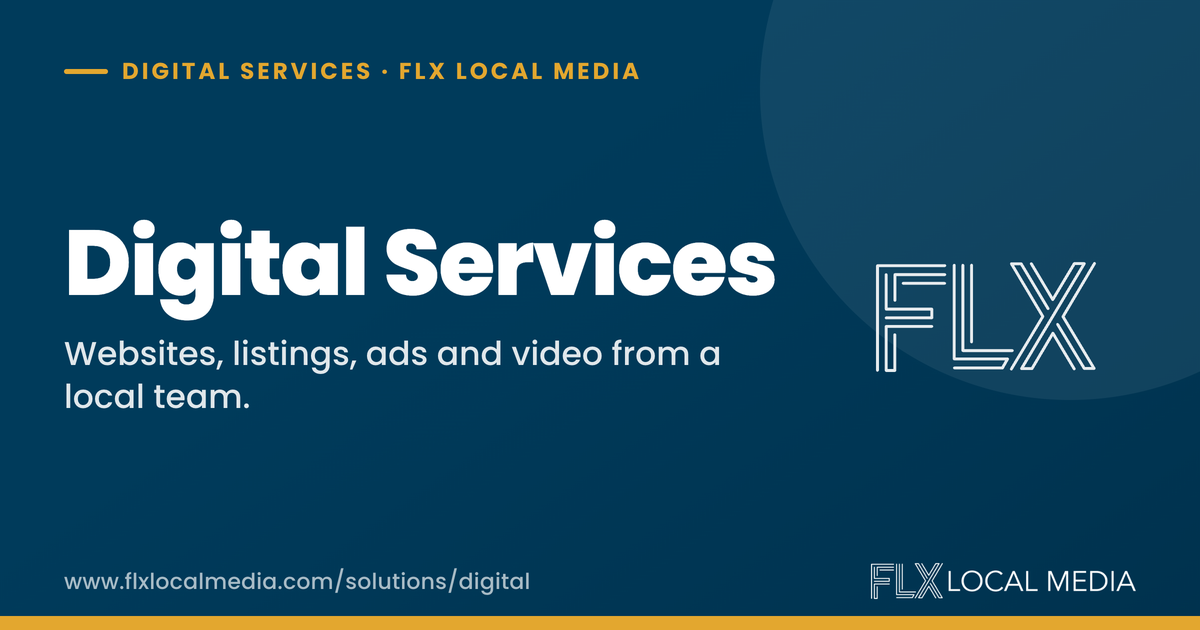 DIGITAL SERVICES · FLX LOCAL MEDIA
Digital Services
Websites, listings, ads and video from a
local team.
FLX
www.flxlocalmedia.com/solutions/digital
FLX LOCAL MEDIA